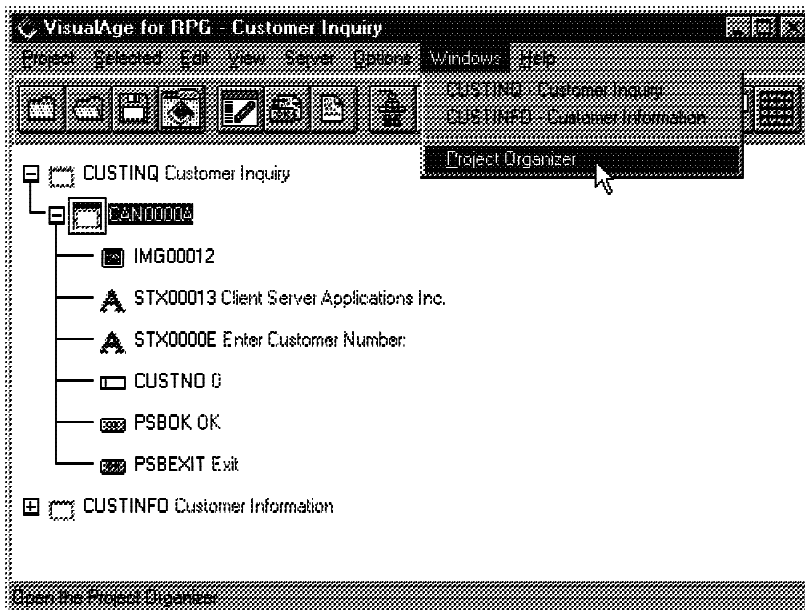 VisualAge for RPG - Customer Inquiry
Project Selected Edit View Server Options Windows Help
CUSTINQ - Customer Inquiry
CUSTINFO - Customer Information
Project Organizer
CUSTINQ Customer Inquiry
CAN0000A
IMG00012
STX00013 Client Server Applications Inc.
STX0000E Enter Customer Number:
CUSTNO 0
PSBOK OK
PSBEXIT Exit
CUSTINFO Customer Information
Open the Project Organizer